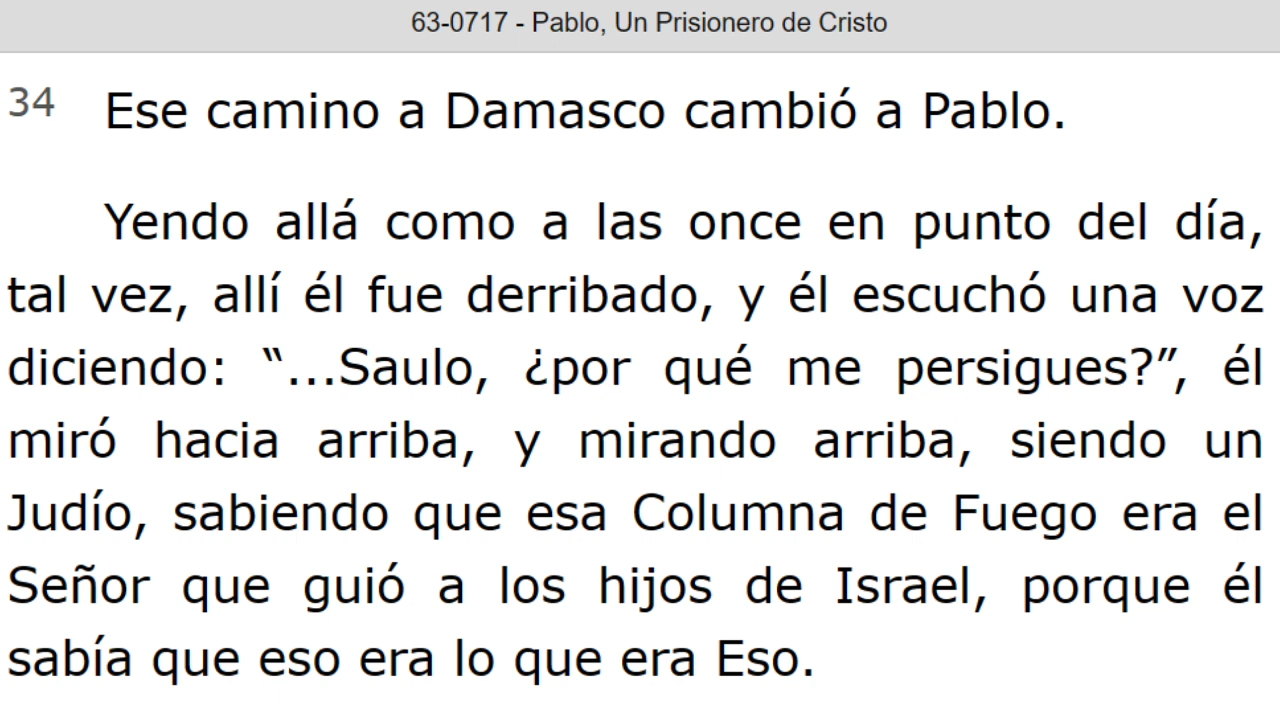 63-0717 - Pablo, Un Prisionero de Cristo
34 Ese camino a Damasco cambió a Pablo.
Yendo allá como a las once en punto del día,
tal vez, allí él fue derribado, y él escuchó una voz
diciendo: “...Saulo, ¿por qué me persigues?”, él
miró hacia arriba, y mirando arriba, siendo un
Judío, sabiendo que esa Columna de Fuego era el
Señor que guió a los hijos de Israel, porque él
sabía que eso era lo que era Eso.